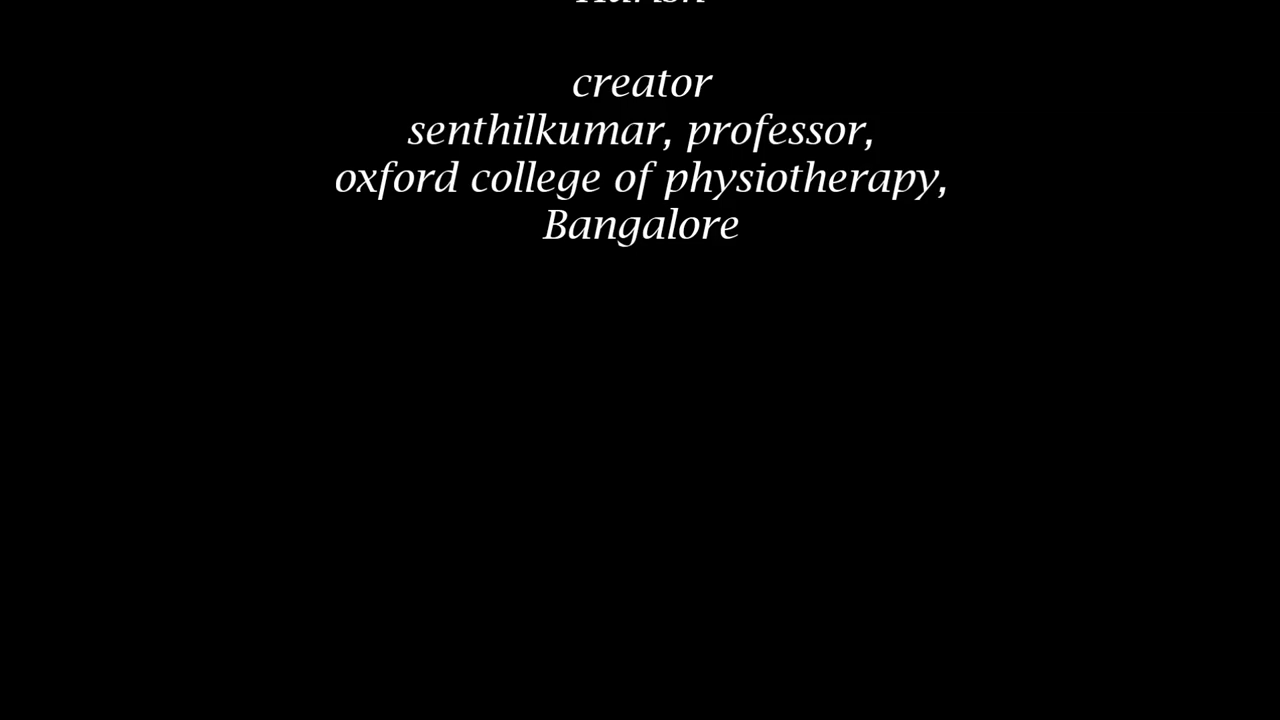 creator
senthilkumar, professor,
oxford college of physiotherapy,
Bangalore